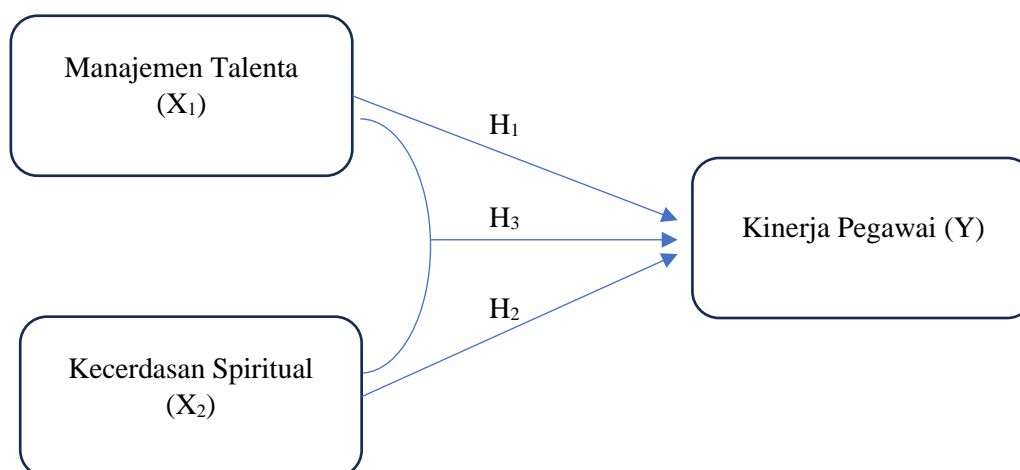 Manajemen Talenta
(X₁)
H₁
Kinerja Pegawai (Y)
H₃
H₂
Kecerdasan Spiritual
(X₂)